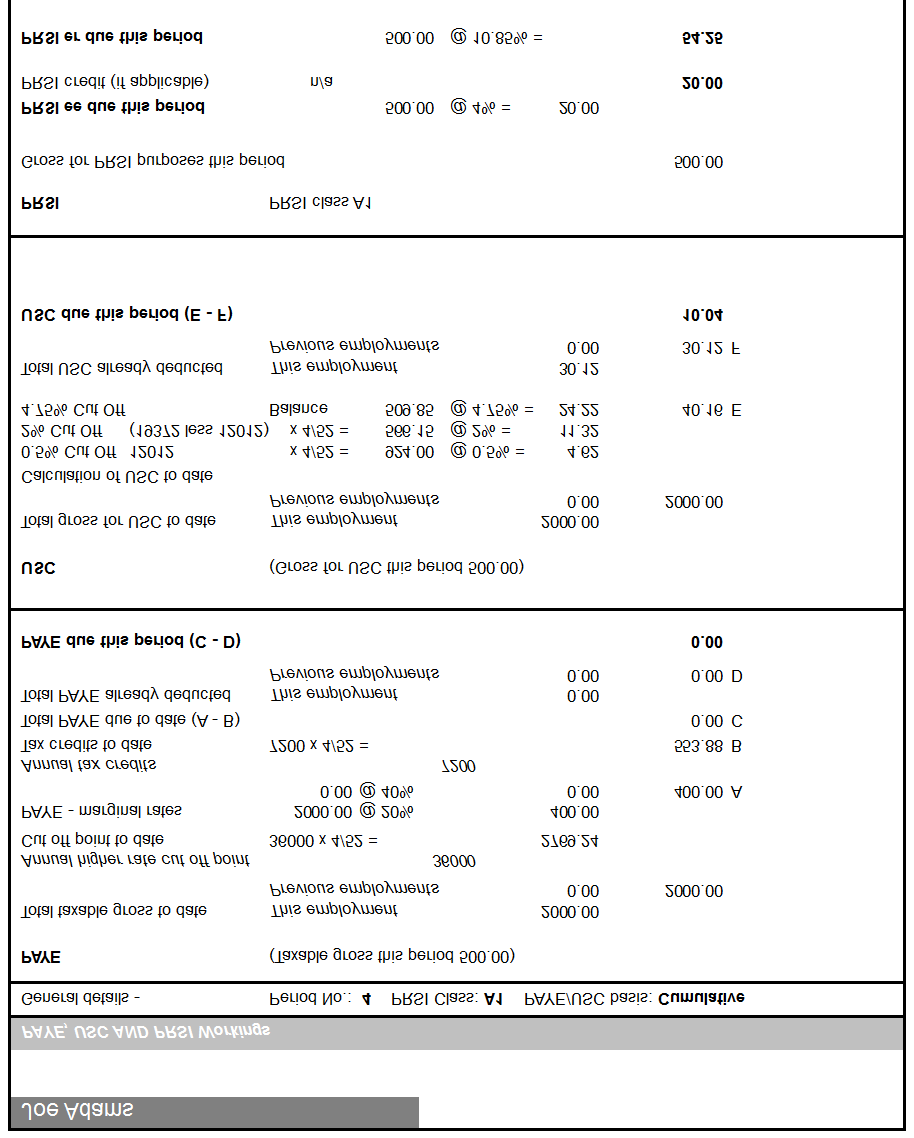 Joe Adams
PAYE, USC AND PRSI Workings
General details - Period No.: 4 PRSI Class: A1 PAYE/USC basis: Cumulative
PAYE (Taxable gross this period 500.00)
Total taxable gross to date This employment 2000.00
Previous employments 0.00 2000.00
Annual higher rate cut off point 36000
Cut off point to date 36000 x 4/52 = 2769.24
PAYE - marginal rates 2000.00 @ 20% 400.00
0.00 @ 40% 0.00 400.00 A
Annual tax credits 7200
Tax credits to date 7200 x 4/52 = 553.88 B
Total PAYE due to date (A - B) 0.00 C
Total PAYE already deducted This employment 0.00
Previous employments 0.00 0.00 D
PAYE due this period (C - D) 0.00
USC (Gross for USC this period 500.00)
Total gross for USC to date This employment 2000.00
Previous employments 0.00 2000.00
Calculation of USC to date
0.5% Cut Off 12012 x 4/52 = 924.00 @ 0.5% = 4.62
2% Cut Off (19372 less 12012) x 4/52 = 566.15 @ 2% = 11.32
4.75% Cut Off Balance 509.85 @ 4.75% = 24.22 40.16 E
Total USC already deducted This employment 30.12
Previous employments 0.00 30.12 F
USC due this period (E - F) 10.04
PRSI PRSI class A1
Gross for PRSI purposes this period 500.00
PRSI ee due this period 500.00 @ 4% = 20.00
PRSI credit (if applicable) n/a 20.00
PRSI er due this period 500.00 @ 10.85% = 54.25